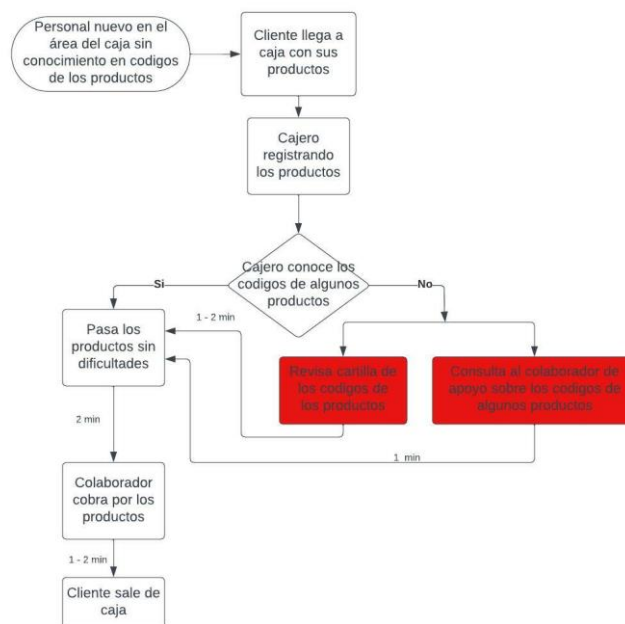 Personal nuevo en el
área del caja sin
conocimiento en codigos
de los productos
Cliente llega a
caja con sus
productos
Cajero
registrando
los productos
Cajero conoce los
codigos de algunos
productos
Si
No
Pasa los
productos sin
dificultades
1 - 2 min
Revisa cartilla de
los codigos de
los productos
Consulta al colaborador de
apoyo sobre los codigos de
algunos productos
2 min
1 min
Colaborador
cobra por los
productos
1 - 2 min
Cliente sale de
caja